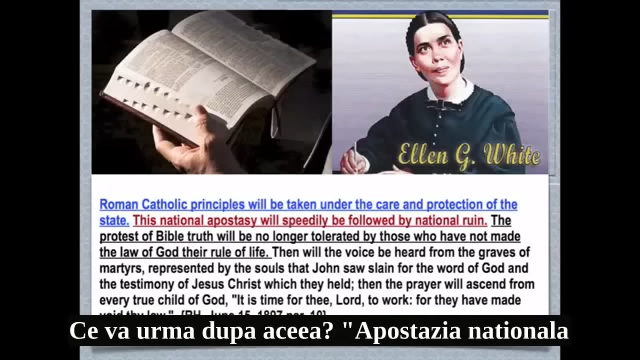 Ellen G. White
Roman Catholic principles will be taken under the care and protection of the
state. This national apostasy will speedily be followed by national ruin. The
protest of Bible truth will be no longer tolerated by those who have not made
the law of God their rule of life. Then will the voice be heard from the graves of
martyrs, represented by the souls that John saw slain for the word of God and
the testimony of Jesus Christ which they held; then the prayer will ascend from
every true child of God, "It is time for thee, Lord, to work: for they have made
void thy law." {RH, June 15, 1897 par. 10}
Ce va urma dupa aceea? "Apostazia nationala